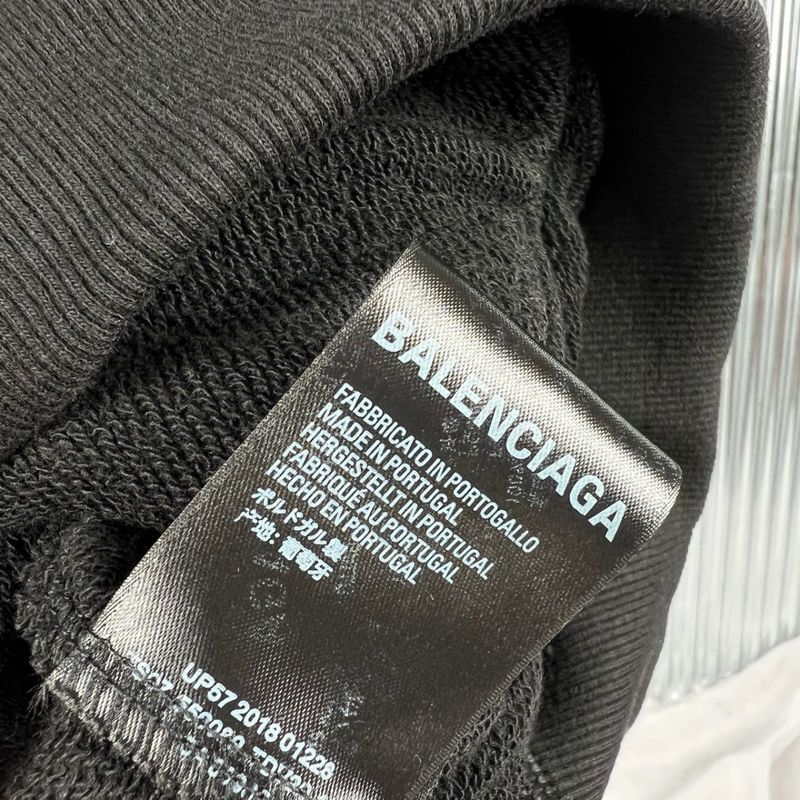 BALENCIAGA
FABBRICATO IN PORTOGALLO
MADE IN PORTUGAL
HERGESTELLT IN PORTUGAL
FABRIQUÉ AU PORTUGAL
HECHO EN PORTUGAL
ポルトガル製
产地: 葡萄牙
UP57 2018 01228